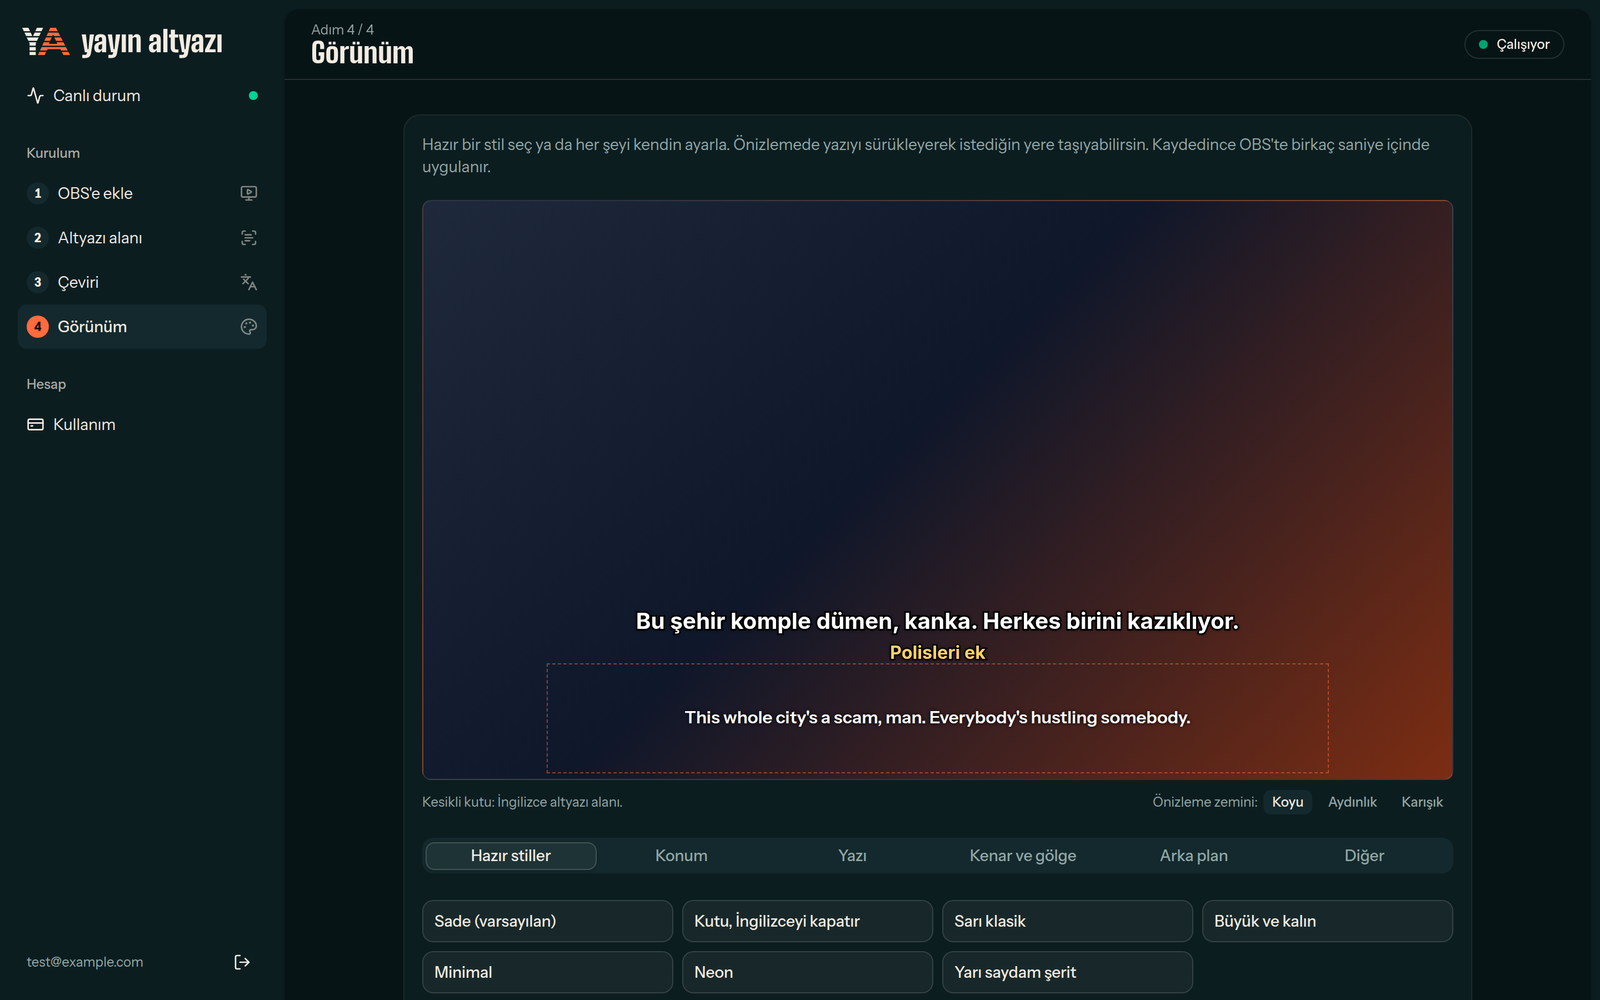 YA yayın altyazı
Canlı durum
Kurulum
1 OBS'e ekle
2 Altyazı alanı
3 Çeviri
4 Görünüm
Hesap
Kullanım
test@example.com
Adım 4 / 4
Görünüm
Çalışıyor
Hazır bir stil seç ya da her şeyi kendin ayarla. Önizlemede yazıyı sürükleyerek istediğin yere taşıyabilirsin. Kaydedince OBS'te birkaç saniye içinde
uygulanır.
Bu şehir komple dümen, kanka. Herkes birini kazıklıyor.
Polisleri ek
This whole city's a scam, man. Everybody's hustling somebody.
Kesikli kutu: İngilizce altyazı alanı.
Önizleme zemini: Koyu Aydınlık Karışık
Hazır stiller Konum Yazı Kenar ve gölge Arka plan Diğer
Sade (varsayılan) Kutu, İngilizceyi kapatır Sarı klasik Büyük ve kalın
Minimal Neon Yarı saydam şerit